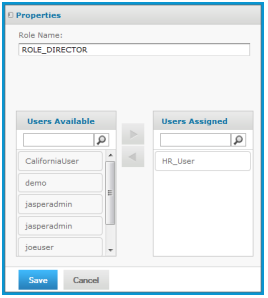 Properties
Role Name:
ROLE_DIRECTOR
Users Available
CaliforniaUser
demo
jasperadmin
jasperadmin
joeuser
Users Assigned
HR_User
Save
Cancel